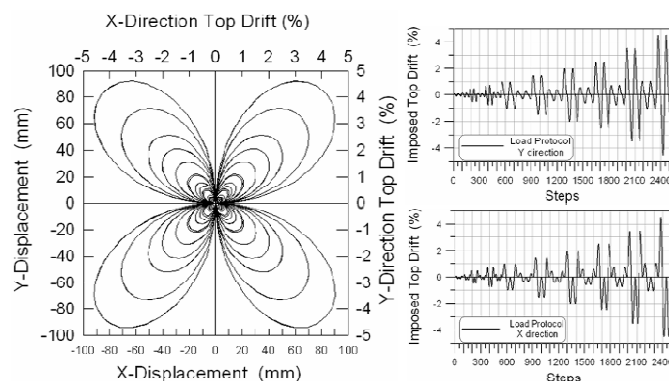 X-Direction Top Drift (%)
-5 -4 -3 -2 -1 0 1 2 3 4 5
100
80
60
40
20
0
-20
-40
-60
-80
-100
Y-Displacement (mm)
5
4
3
2
1
0
-1
-2
-3
-4
-5
Y-Direction Top Drift (%)
-100 -80 -60 -40 -20 0 20 40 60 80 100
X-Displacement (mm)
Imposed Top Drift (%)
4
2
0
-2
-4
Load Protocol
Y direction
0 300 600 900 1200 1500 1800 2100 2400
Steps
Imposed Top Drift (%)
4
2
0
-2
-4
Load Protocol
X direction
0 300 600 900 1200 1500 1800 2100 2400
Steps